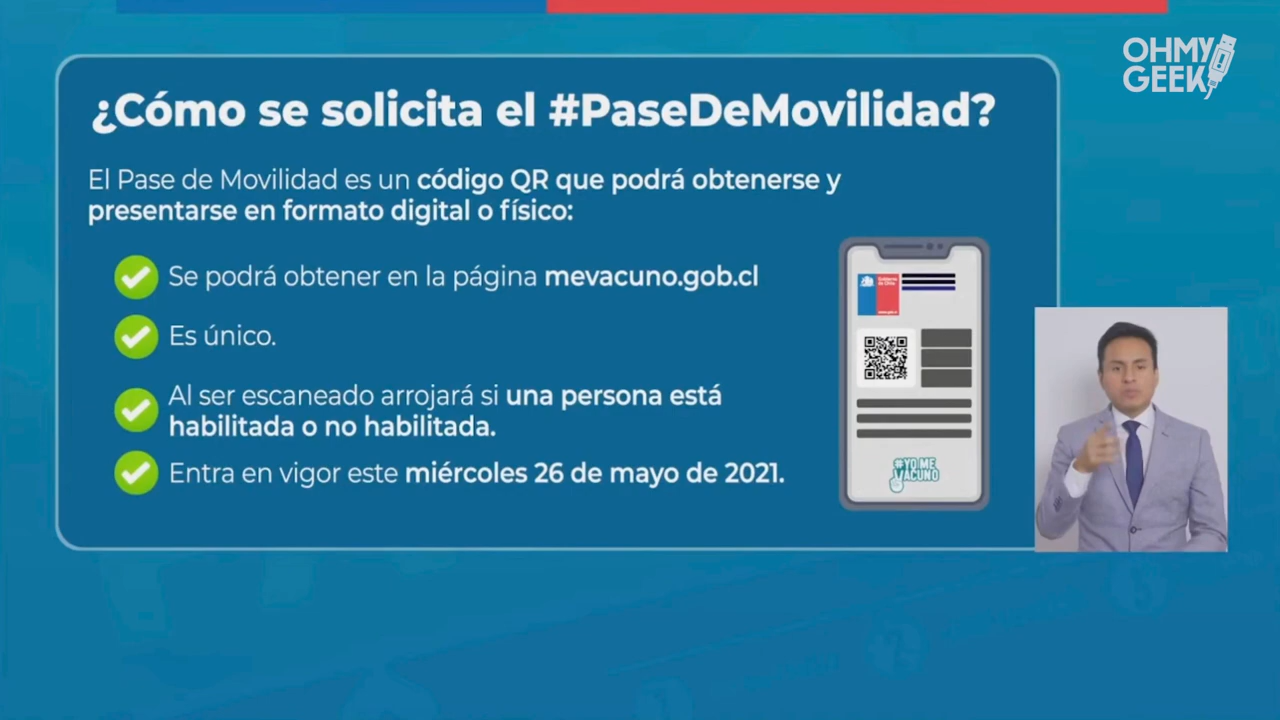 OHMY
GEEK
¿Cómo se solicita el #PaseDeMovilidad?
El Pase de Movilidad es un código QR que podrá obtenerse y
presentarse en formato digital o físico:
Se podrá obtener en la página mevacuno.gob.cl
Es único.
Al ser escaneado arrojará si una persona está
habilitada o no habilitada.
Entra en vigor este miércoles 26 de mayo de 2021.
Gobierno
de Chile
#YO ME
VACUNO